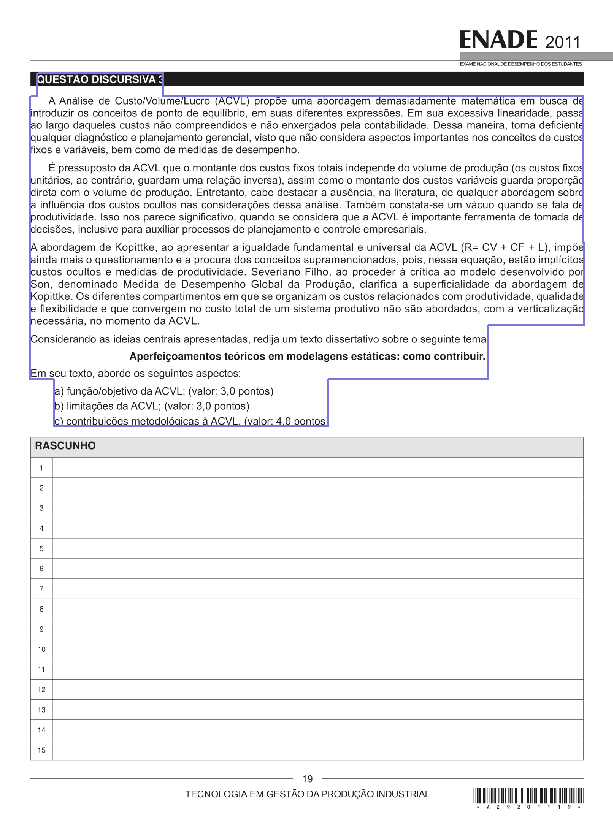 ENADE 2011
EXAME NACIONAL DE DESEMPENHO DOS ESTUDANTES
QUESTÃO DISCURSIVA 3
A Análise de Custo/Volume/Lucro (ACVL) propõe uma abordagem demasiadamente matemática em busca de
introduzir os conceitos de ponto de equilíbrio, em suas diferentes expressões. Em sua excessiva linearidade, passa
ao largo daqueles custos não compreendidos e não enxergados pela contabilidade. Dessa maneira, torna deficiente
qualquer diagnóstico e planejamento gerencial, visto que não considera aspectos importantes nos conceitos de custos
fixos e variáveis, bem como de medidas de desempenho.
É pressuposto da ACVL que o montante dos custos fixos totais independe do volume de produção (os custos fixos
unitários, ao contrário, guardam uma relação inversa), assim como o montante dos custos variáveis guarda proporção
direta com o volume de produção. Entretanto, cabe destacar a ausência, na literatura, de qualquer abordagem sobre
a influência dos custos ocultos nas considerações dessa análise. Também constata-se um vácuo quando se fala de
produtividade. Isso nos parece significativo, quando se considera que a ACVL é importante ferramenta de tomada de
decisões, inclusive para auxiliar processos de planejamento e controle empresariais.
A abordagem de Kopittke, ao apresentar a igualdade fundamental e universal da ACVL (R= CV + CF + L), impõe
ainda mais o questionamento e a procura dos conceitos supramencionados, pois, nessa equação, estão implícitos
custos ocultos e medidas de produtividade. Severiano Filho, ao proceder à crítica ao modelo desenvolvido por
Son, denominado Medida de Desempenho Global da Produção, clarifica a superficialidade da abordagem de
Kopittke. Os diferentes compartimentos em que se organizam os custos relacionados com produtividade, qualidade
e flexibilidade e que convergem no custo total de um sistema produtivo não são abordados, com a verticalização
necessária, no momento da ACVL.
Considerando as ideias centrais apresentadas, redija um texto dissertativo sobre o seguinte tema
Aperfeiçoamentos teóricos em modelagens estáticas: como contribuir.
Em seu texto, aborde os seguintes aspectos:
a) função/objetivo da ACVL; (valor: 3,0 pontos)
b) limitações da ACVL; (valor: 3,0 pontos)
c) contribuições metodológicas à ACVL. (valor: 4,0 pontos
RASCUNHO
1
2
3
4
5
6
7
8
9
10
11
12
13
14
15
19
TECNOLOGIA EM GESTÃO DA PRODUÇÃO INDUSTRIAL
* A 2 9 2 0 1 1 1 9 *